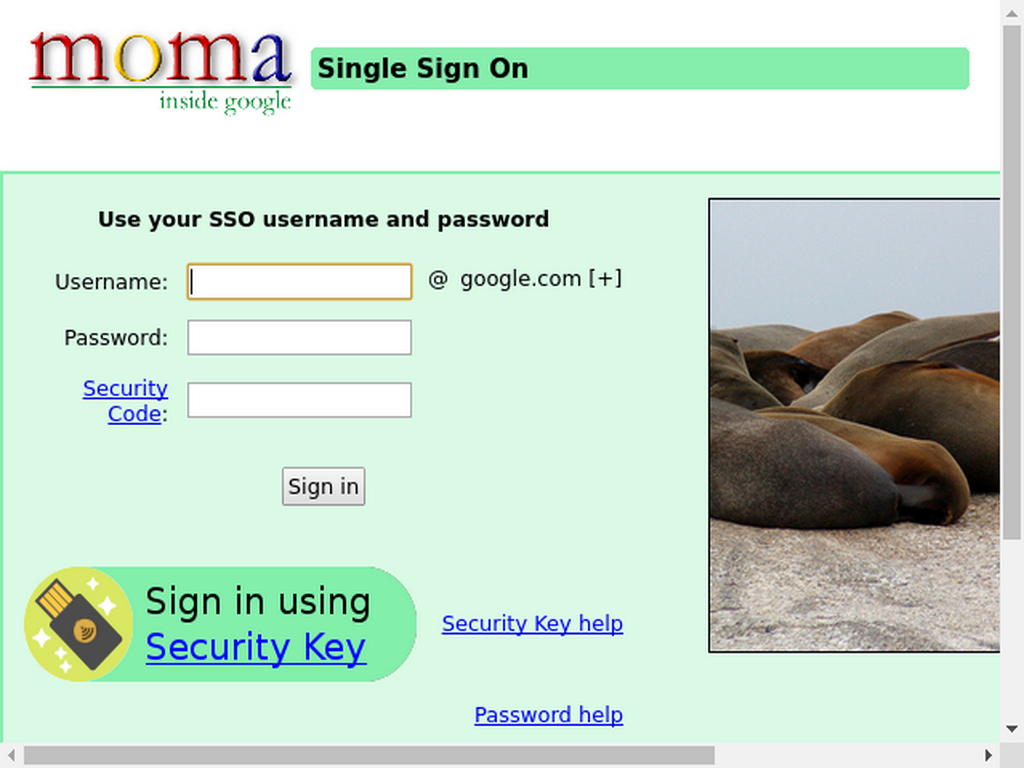 moma
inside google
Single Sign On
Use your SSO username and password
Username:
@ google.com [+]
Password:
Security
Code:
Sign in
Sign in using
Security Key
Security Key help
Password help